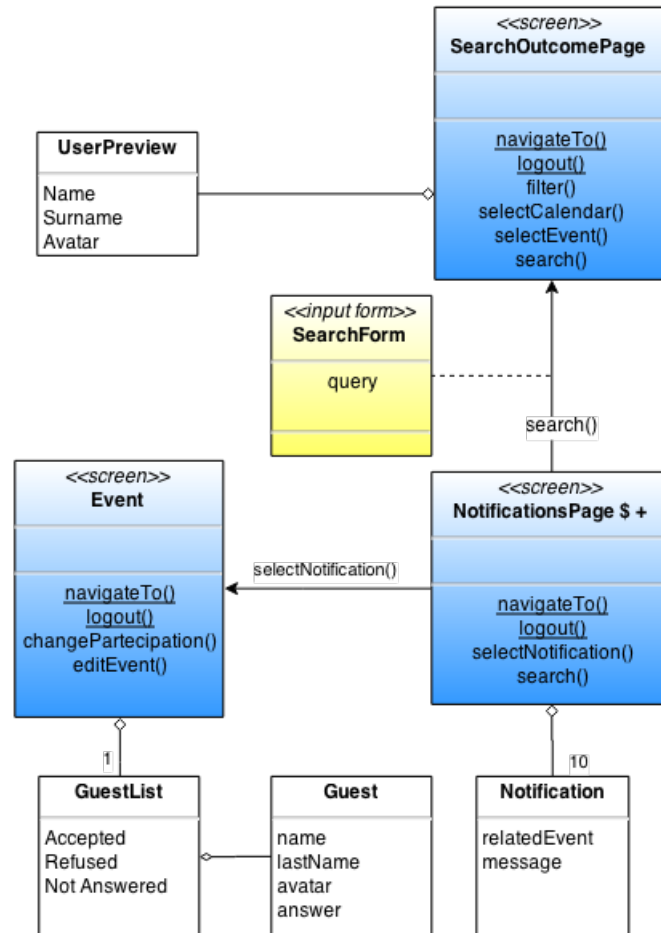 <<screen>>
SearchOutcomePage
navigateTo()
logout()
filter()
selectCalendar()
selectEvent()
search()
UserPreview
Name
Surname
Avatar
<<input form>>
SearchForm
query
search()
<<screen>>
Event
navigateTo()
logout()
changePartecipation()
editEvent()
selectNotification()
<<screen>>
NotificationsPage $ +
navigateTo()
logout()
selectNotification()
search()
1
10
GuestList
Accepted
Refused
Not Answered
Guest
name
lastName
avatar
answer
Notification
relatedEvent
message